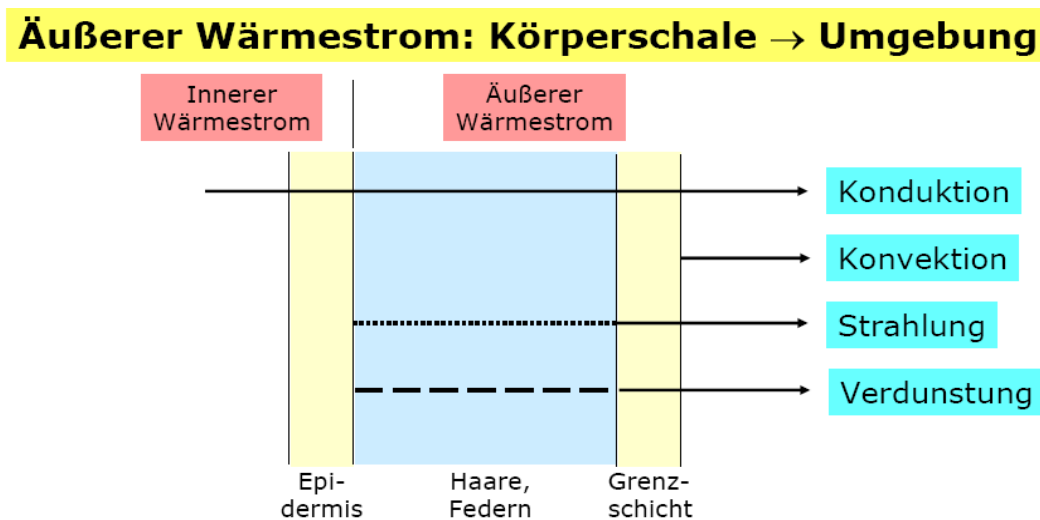 Äußerer Wärmestrom: Körperschale → Umgebung
Innerer
Wärmestrom
Äußerer
Wärmestrom
Konduktion
Konvektion
Strahlung
Verdunstung
Epi-
dermis
Haare,
Federn
Grenz-
schicht